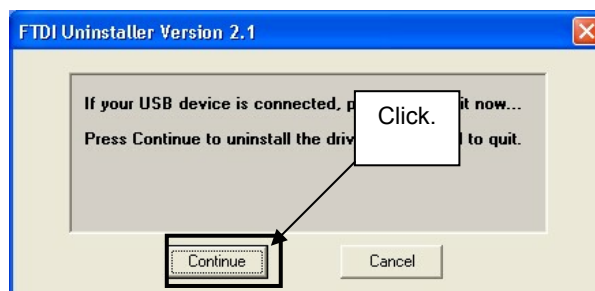 FTDI Uninstaller Version 2.1
If your USB device is connected, p it now...
Press Continue to uninstall the driv to quit.
Click.
Continue
Cancel